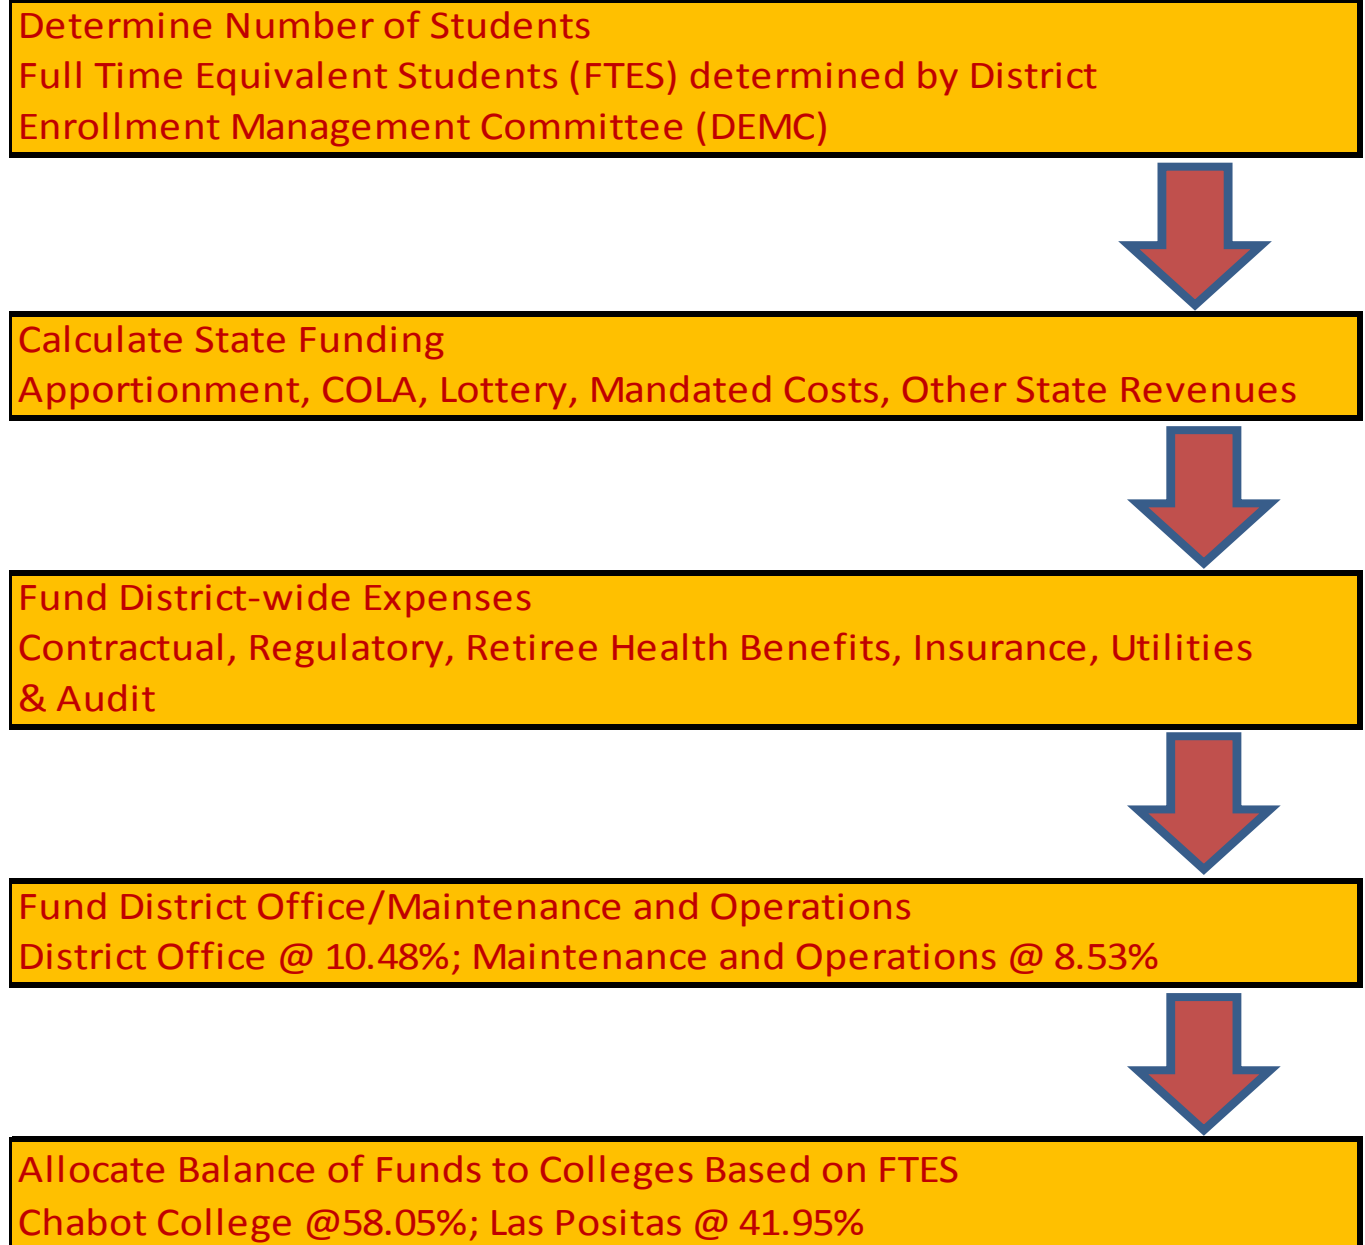 Determine Number of Students
Full Time Equivalent Students (FTES) determined by District
Enrollment Management Committee (DEMC)
Calculate State Funding
Apportionment, COLA, Lottery, Mandated Costs, Other State Revenues
Fund District-wide Expenses
Contractual, Regulatory, Retiree Health Benefits, Insurance, Utilities
& Audit
Fund District Office/Maintenance and Operations
District Office @ 10.48%; Maintenance and Operations @ 8.53%
Allocate Balance of Funds to Colleges Based on FTES
Chabot College @58.05%; Las Positas @ 41.95%